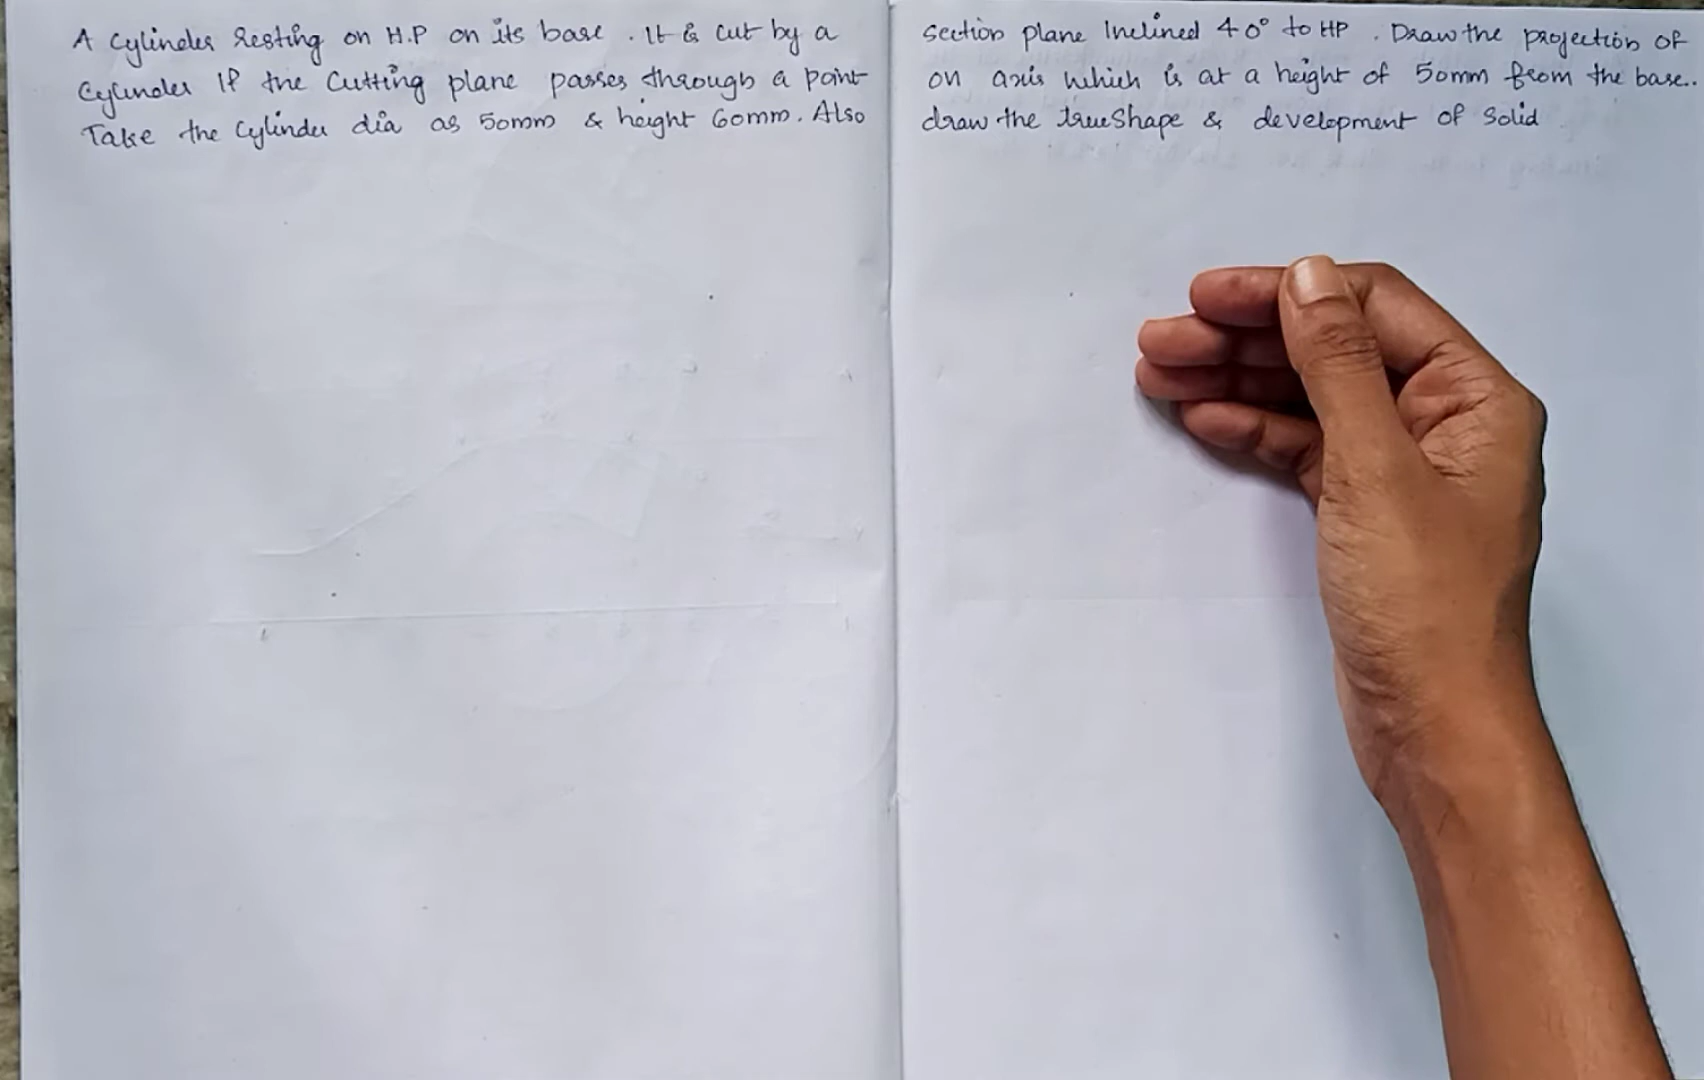 A cylinder Resting on H.P on its base . It is cut by a section plane Inclined 40° to HP . Draw the projection of
cylinder If the Cutting plane passes through a point on axis which is at a height of 50mm from the base..
Take the Cylinder dia as 50mm & height 60mm. Also draw the true Shape & development of Solid